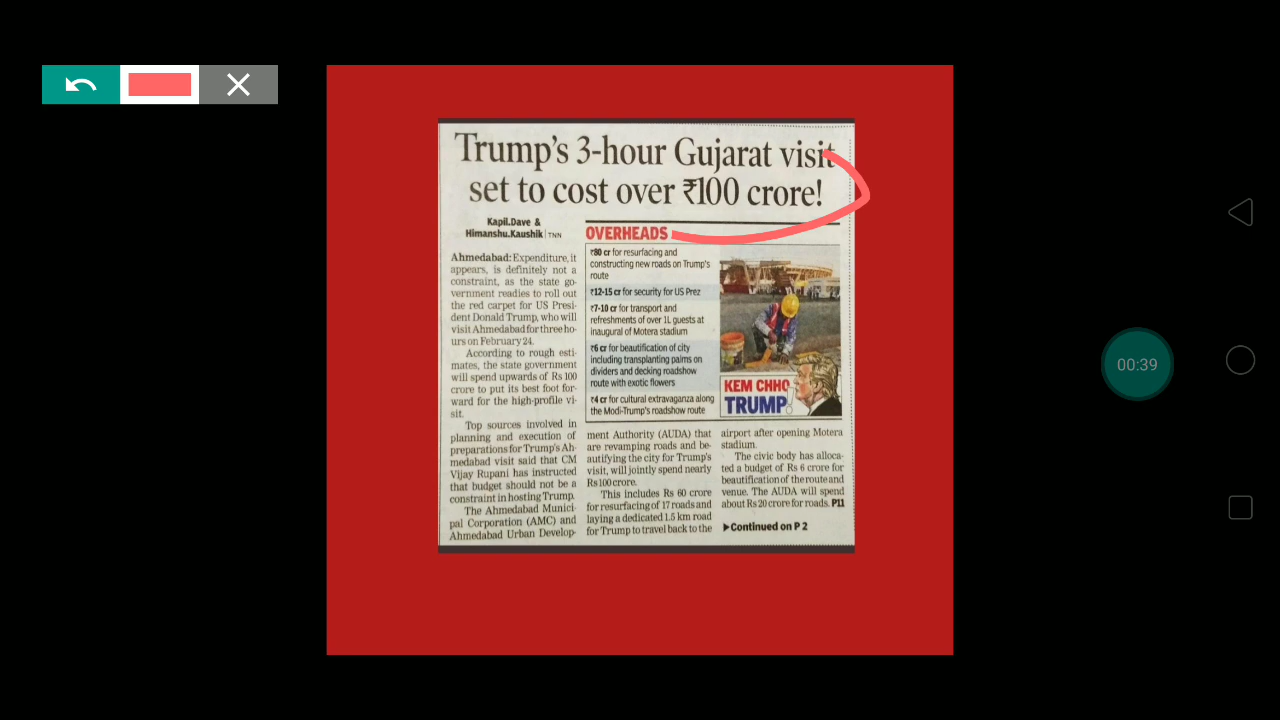 Trump's 3-hour Gujarat visit
set to cost over ₹100 crore!
Kapil.Dave &
Himanshu.Kaushik | TNN
Ahmedabad: Expenditure, it
appears, is definitely not a
constraint, as the state go-
vernment readies to roll out
the red carpet for US Presi-
dent Donald Trump, who will
visit Ahmedabad for three ho-
urs on February 24.
According to rough esti-
mates, the state government
will spend upwards of Rs 100
crore to put its best foot for-
ward for the high-profile vi-
sit.
Top sources involved in
planning and execution of
preparations for Trump's Ah-
medabad visit said that CM
Vijay Rupani has instructed
that budget should not be a
constraint in hosting Trump.
The Ahmedabad Munici-
pal Corporation (AMC) and
Ahmedabad Urban Develop-
OVERHEADS
₹80 cr for resurfacing and
constructing new roads on Trump's
route
₹12-15 cr for security for US Prez
₹7-10 cr for transport and
refreshments of over 1L guests at
inaugural of Motera stadium
₹6 cr for beautification of city
including transplanting palms on
dividers and decking roadshow
route with exotic flowers
₹4 cr for cultural extravaganza along
the Modi-Trump's roadshow route
KEM CHHO
TRUMP
ment Authority (AUDA) that
are revamping roads and be-
autifying the city for Trump's
visit, will jointly spend nearly
Rs 100 crore.
This includes Rs 60 crore
for resurfacing of 17 roads and
laying a dedicated 1.5 km road
for Trump to travel back to the
airport after opening Motera
stadium.
The civic body has alloca-
ted a budget of Rs 6 crore for
beautification of the route and
venue. The AUDA will spend
about Rs 20 crore for roads. P11
▶Continued on P 2
00:39